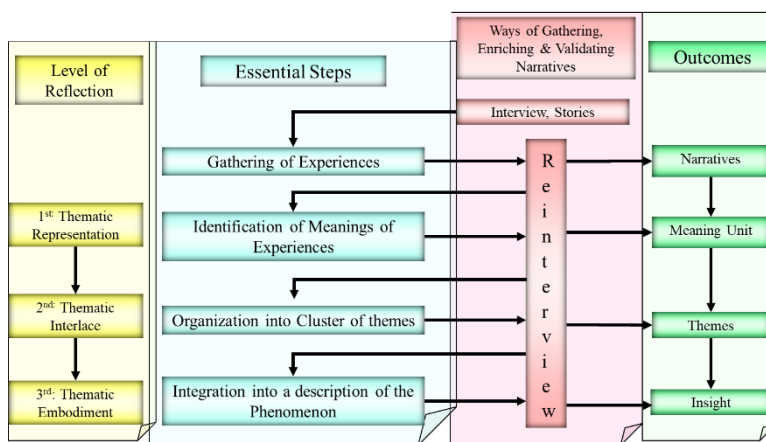 Level of
Reflection
1st: Thematic
Representation
2nd: Thematic
Interlace
3rd: Thematic
Embodiment
Essential Steps
Gathering of Experiences
Identification of Meanings of
Experiences
Organization into Cluster of themes
Integration into a description of the
Phenomenon
Ways of Gathering,
Enriching & Validating
Narratives
Interview, Stories
R
e
i
n
t
e
r
v
i
e
w
Outcomes
Narratives
Meaning Unit
Themes
Insight